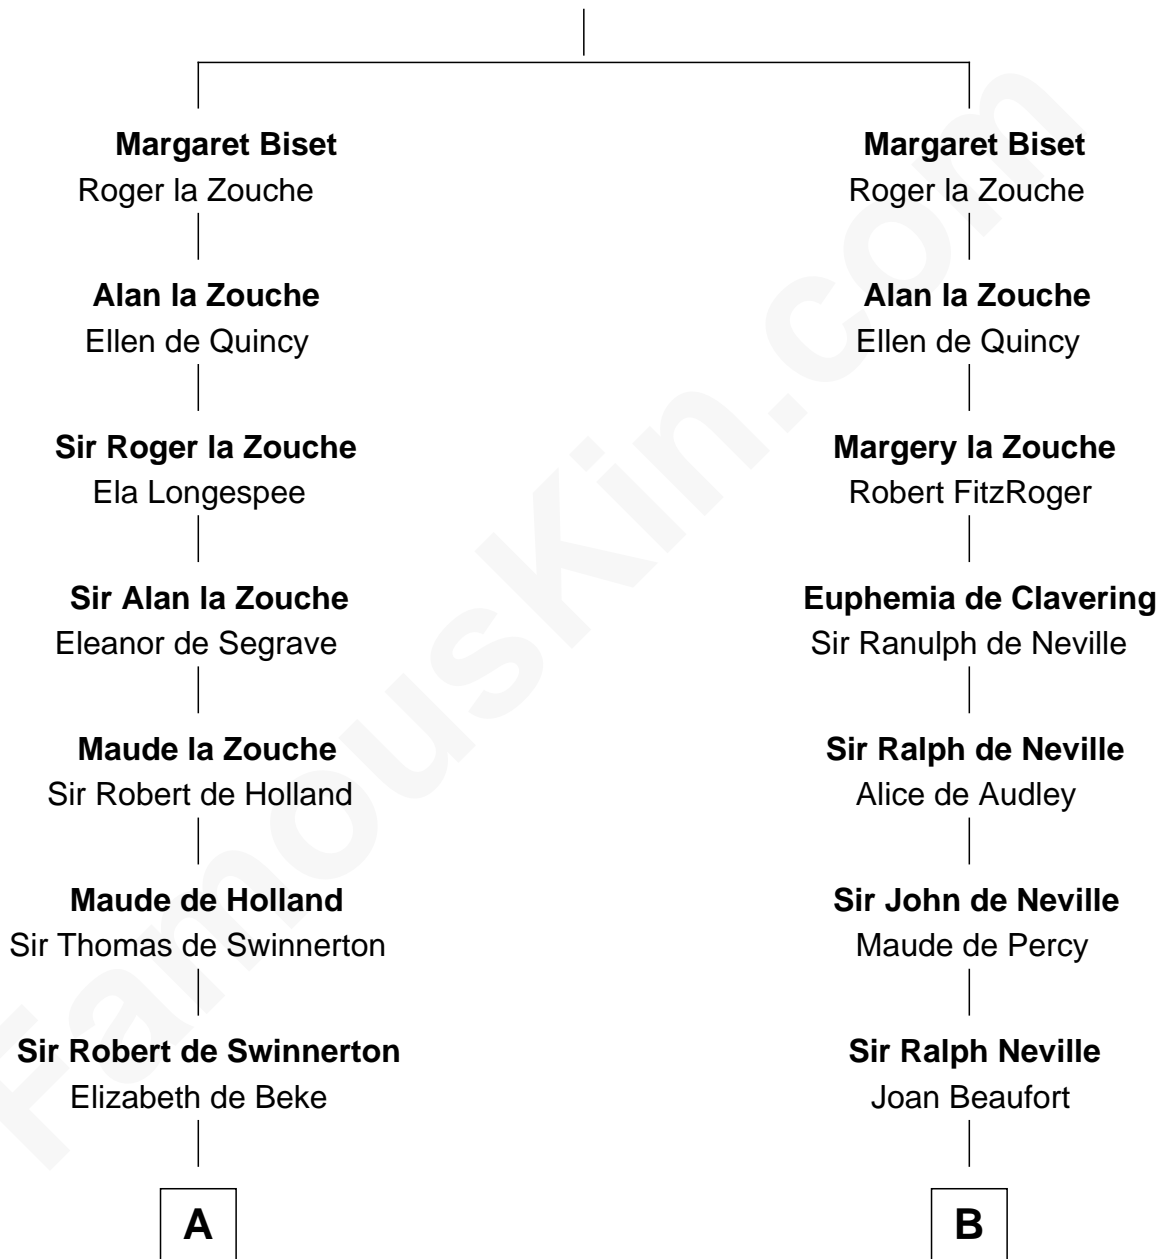 Margaret Biset
Roger la Zouche
Alan la Zouche
Ellen de Quincy
Sir Roger la Zouche
Ela Longespee
Sir Alan la Zouche
Eleanor de Segrave
Maude la Zouche
Sir Robert de Holland
Maude de Holland
Sir Thomas de Swinnerton
Sir Robert de Swinnerton
Elizabeth de Beke
A
Margaret Biset
Roger la Zouche
Alan la Zouche
Ellen de Quincy
Margery la Zouche
Robert FitzRoger
Euphemia de Clavering
Sir Ranulph de Neville
Sir Ralph de Neville
Alice de Audley
Sir John de Neville
Maude de Percy
Sir Ralph Neville
Joan Beaufort
B
FamousKin.com